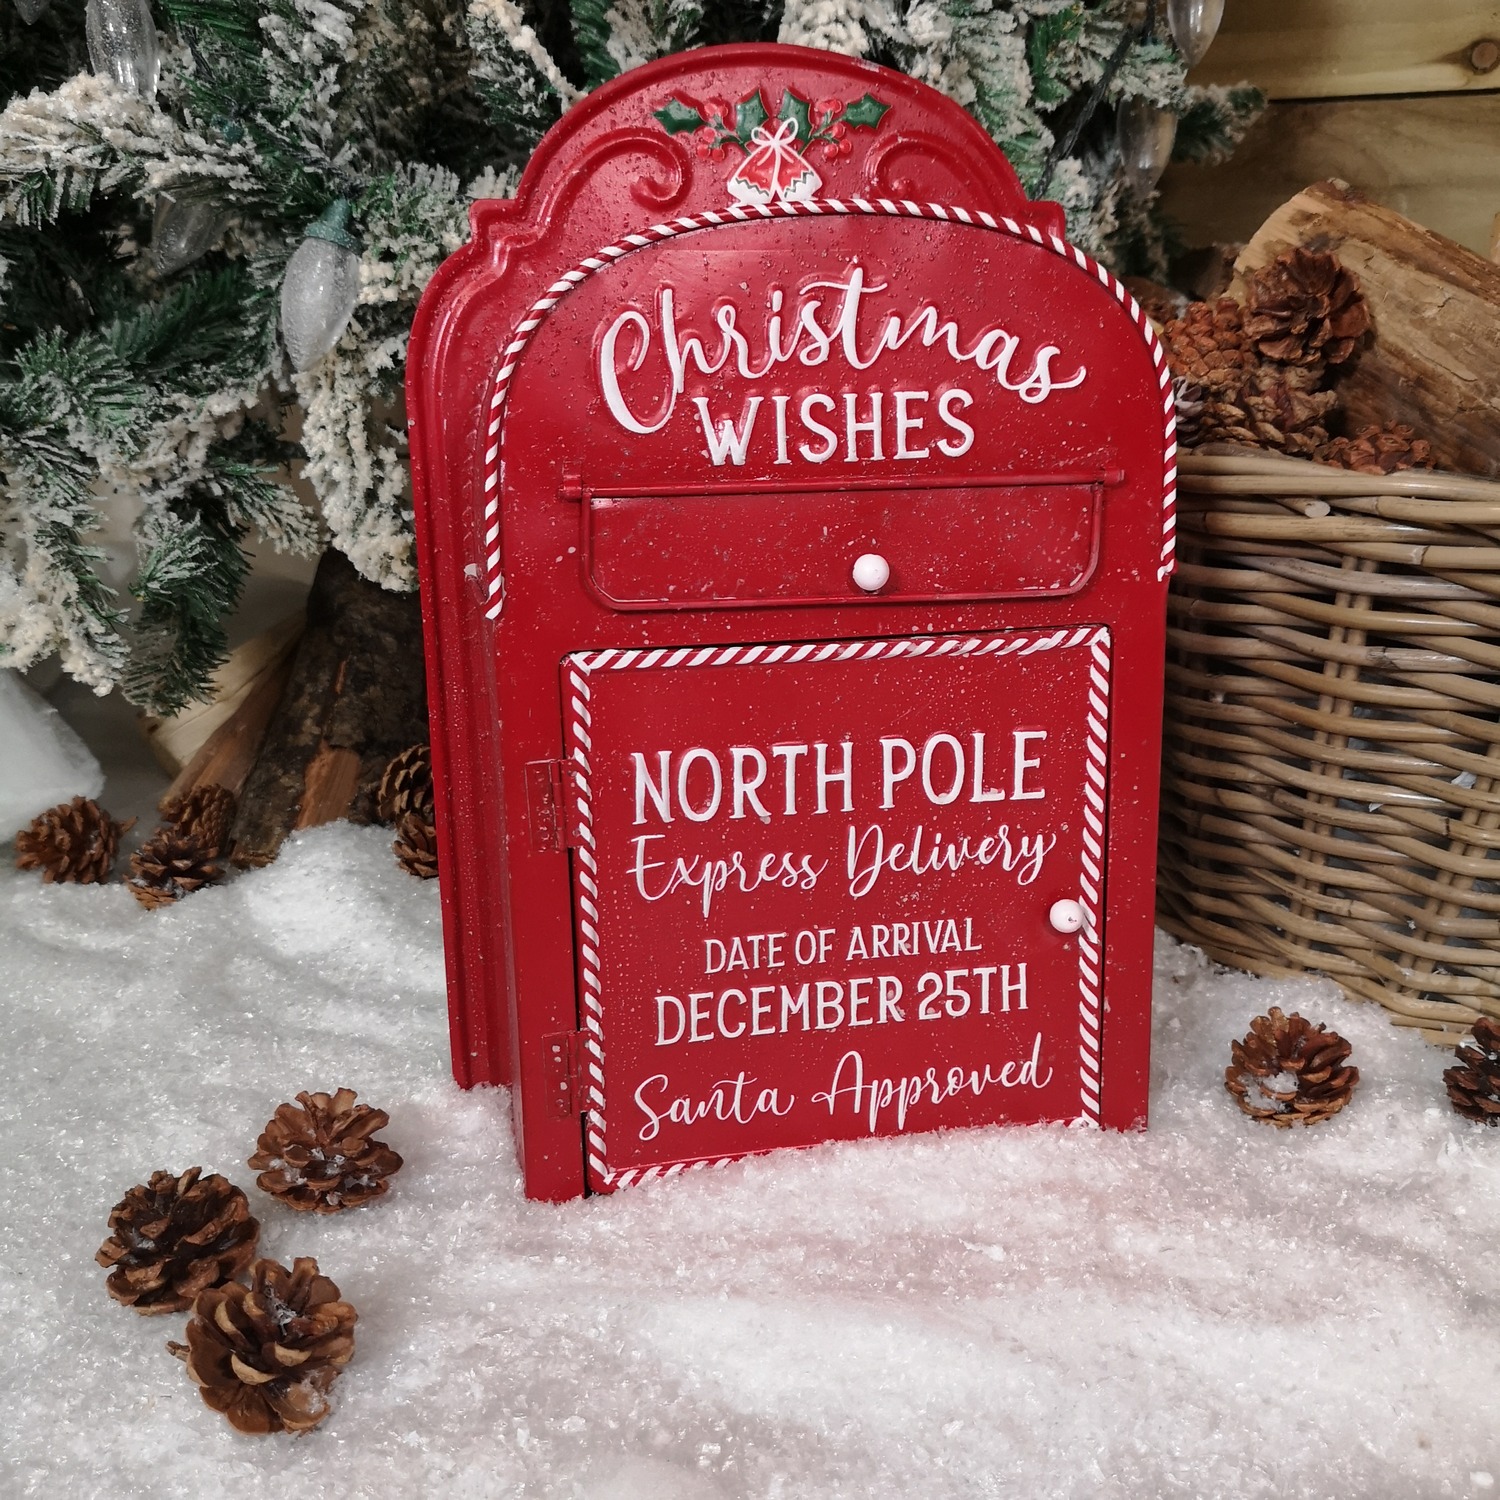 Christmas
WISHES
NORTH POLE
Express Delivery
DATE OF ARRIVAL
DECEMBER 25TH
Santa Approved